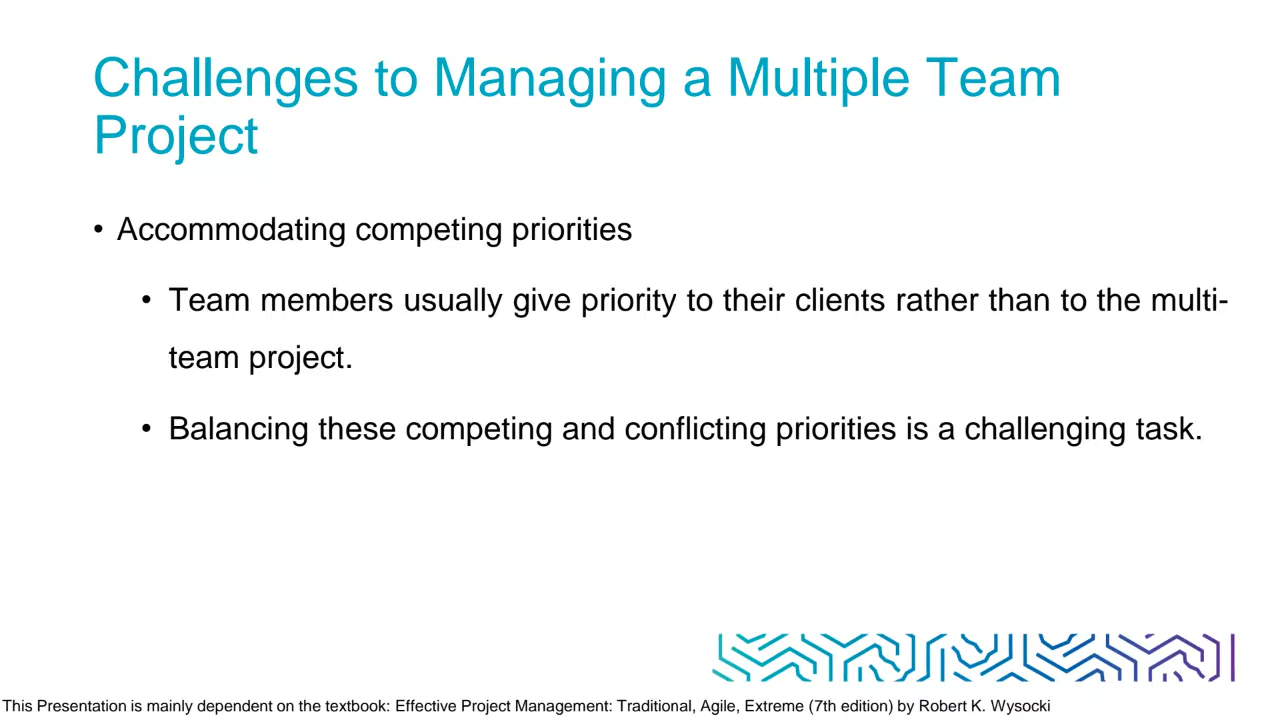 Challenges to Managing a Multiple Team
Project
• Accommodating competing priorities
• Team members usually give priority to their clients rather than to the multi-
team project.
• Balancing these competing and conflicting priorities is a challenging task.
This Presentation is mainly dependent on the textbook: Effective Project Management: Traditional, Agile, Extreme (7th edition) by Robert K. Wysocki